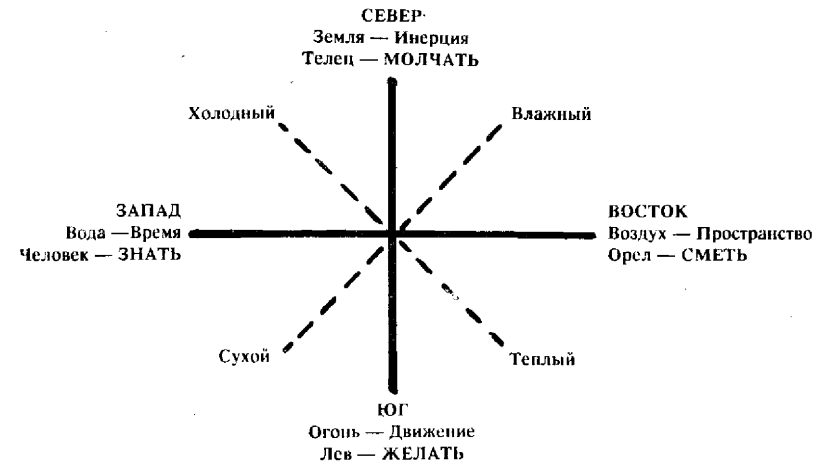 СЕВЕР
Земля — Инерция
Телец — МОЛЧАТЬ
Холодный
Влажный
ЗАПАД
Вода —Время
Человек — ЗНАТЬ
ВОСТОК
Воздух — Пространство
Орел — СМЕТЬ
Сухой
Теплый
ЮГ
Огонь — Движение
Лев — ЖЕЛАТЬ